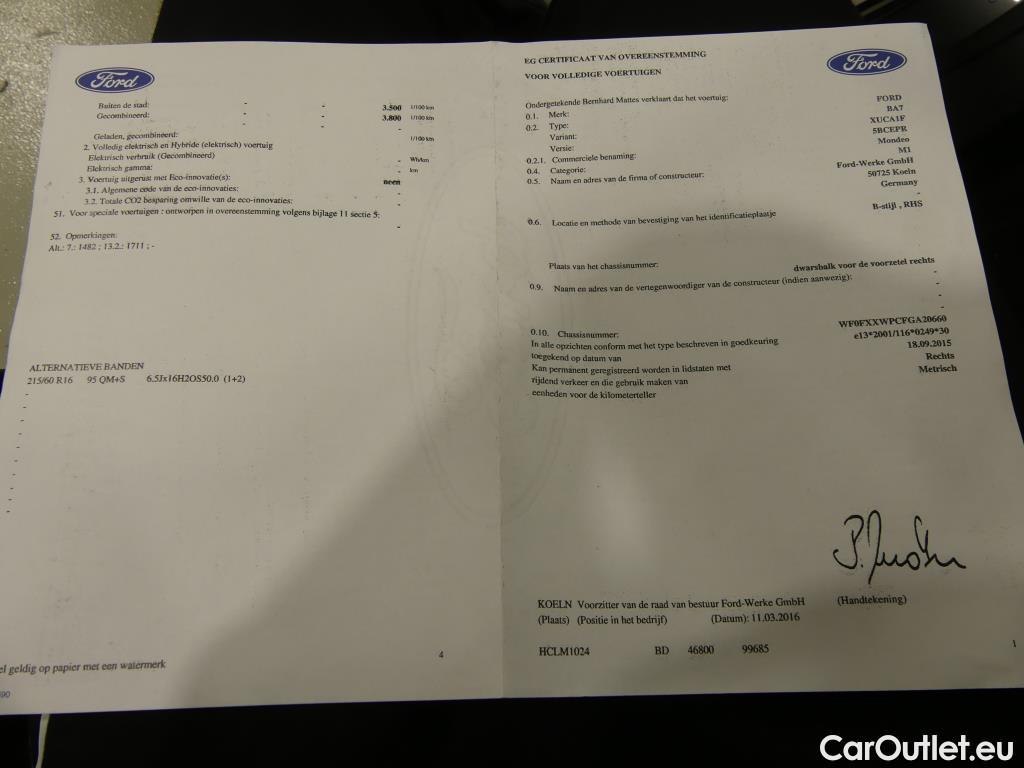 Ford
Buiten de stad: - - 3.500 l/100 km
Gecombineerd: - - 3.800 l/100 km
- - -
Geladen, gecombineerd: l/100 km
2. Volledig elektrisch en Hybride (elektrisch) voertuig
Elektrisch verbruik (Gecombineerd) - Wh/km
Elektrisch gamma: - km
3. Voertuig uitgerust met Eco-innovatie(s): neen
3.1. Algemene code van de eco-innovaties: -
3.2. Totale CO2 besparing omwille van de eco-innovaties: -
51. Voor speciale voertuigen : ontworpen in overeenstemming volgens bijlage 11 sectie 5:
-
52. Opmerkingen:
Alt.: 7.: 1482 ; 13.2.: 1711 ; -
ALTERNATIEVE BANDEN
215/60 R16 95 QM+S 6.5Jx16H2OS50.0 (1+2)
-
-
-
-
-
-
-
-
-
4
el geldig op papier met een watermerk
690
EG CERTIFICAAT VAN OVEREENSTEMMING
VOOR VOLLEDIGE VOERTUIGEN
Ford
Ondergetekende Bernhard Mattes verklaart dat het voertuig:
0.1. Merk: FORD
0.2. Type: BA7
Variant: XUCA1F
Versie: 5BCEPR
0.2.1. Commerciele benaming: Mondeo
0.4. Categorie: M1
0.5. Naam en adres van de firma of constructeur: Ford-Werke GmbH
50725 Koeln
Germany
0.6. Locatie en methode van bevestiging van het identificatieplaatje B-stijl , RHS
Plaats van het chassisnummer: dwarsbalk voor de voorzetel rechts
0.9. Naam en adres van de vertegenwoordiger van de constructeur (indien aanwezig): -
-
-
-
0.10. Chassisnummer: WF0FXXWPCFGA20660
In alle opzichten conform met het type beschreven in goedkeuring e13*2001/116*0249*30
toegekend op datum van 18.09.2015
Kan permanent geregistreerd worden in lidstaten met Rechts
rijdend verkeer en die gebruik maken van Metrisch
eenheden voor de kilometerteller
KOELN Voorzitter van de raad van bestuur Ford-Werke GmbH (Handtekening)
(Plaats) (Positie in het bedrijf) (Datum): 11.03.2016
HCLM1024 BD 46800 99685
1
CarOutlet.eu